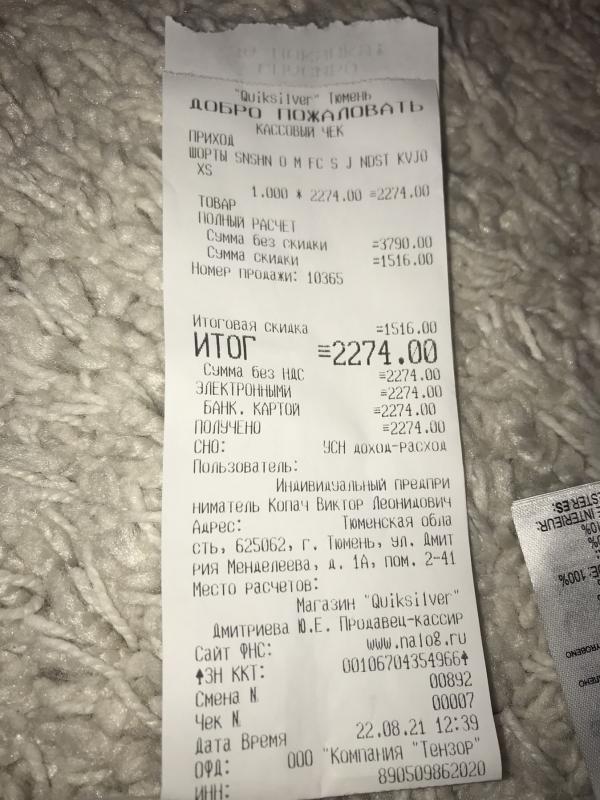 "Quiksilver" Тюмень
ДОБРО ПОЖАЛОВАТЬ
КАССОВЫЙ ЧЕК
ПРИХОД
ШОРТЫ SNSHN O M FC S J NDST KVJ0
XS
1.000 * 2274.00 =2274.00
ТОВАР
ПОЛНЫЙ РАСЧЕТ
Сумма без скидки =3790.00
Сумма скидки =1516.00
Номер продажи: 10365
Итоговая скидка =1516.00
ИТОГ =2274.00
Сумма без НДС =2274.00
ЭЛЕКТРОННЫМИ =2274.00
БАНК. КАРТОЙ =2274.00
ПОЛУЧЕНО =2274.00
СНО: УСН доход-расход
Пользователь:
Индивидуальный предпри
ниматель Копач Виктор Леонидович
Адрес: Тюменская обла
сть, 625062, г. Тюмень, ул. Дмит
рия Менделеева, д. 1А, пом. 2-41
Место расчетов:
Магазин "Quiksilver"
Дмитриева Ю.Е. Продавец-кассир
Сайт ФНС: www.nalog.ru
ЗН ККТ: 00106704354966
Смена N 00892
Чек N 00007
Дата Время 22.08.21 12:39
ОФД: ООО "Компания "Тензор"
ИНН: 890509862020
INTERIEUR:
100%